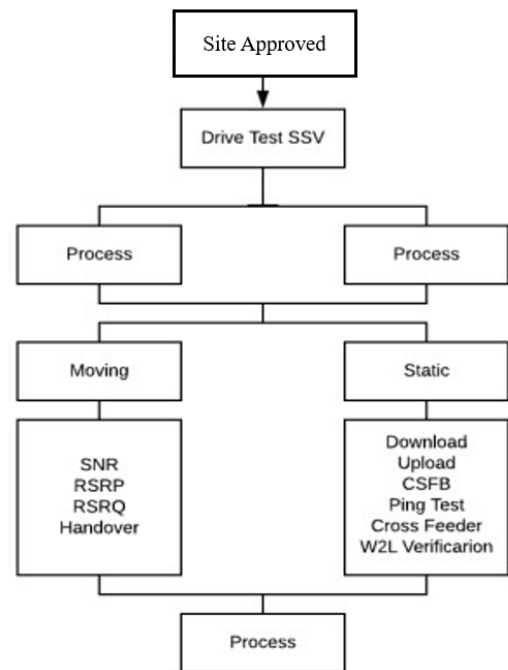 Site Approved
Drive Test SSV
Process
Process
Moving
Static
SNR
RSRP
RSRQ
Handover
Download
Upload
CSFB
Ping Test
Cross Feeder
W2L Verificarion
Process